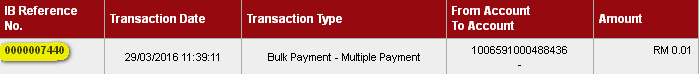 IB Reference No.
Transaction Date
Transaction Type
From Account
To Account
Amount
0000007440
29/03/2016 11:39:11
Bulk Payment - Multiple Payment
1006591000488436
-
RM 0.01